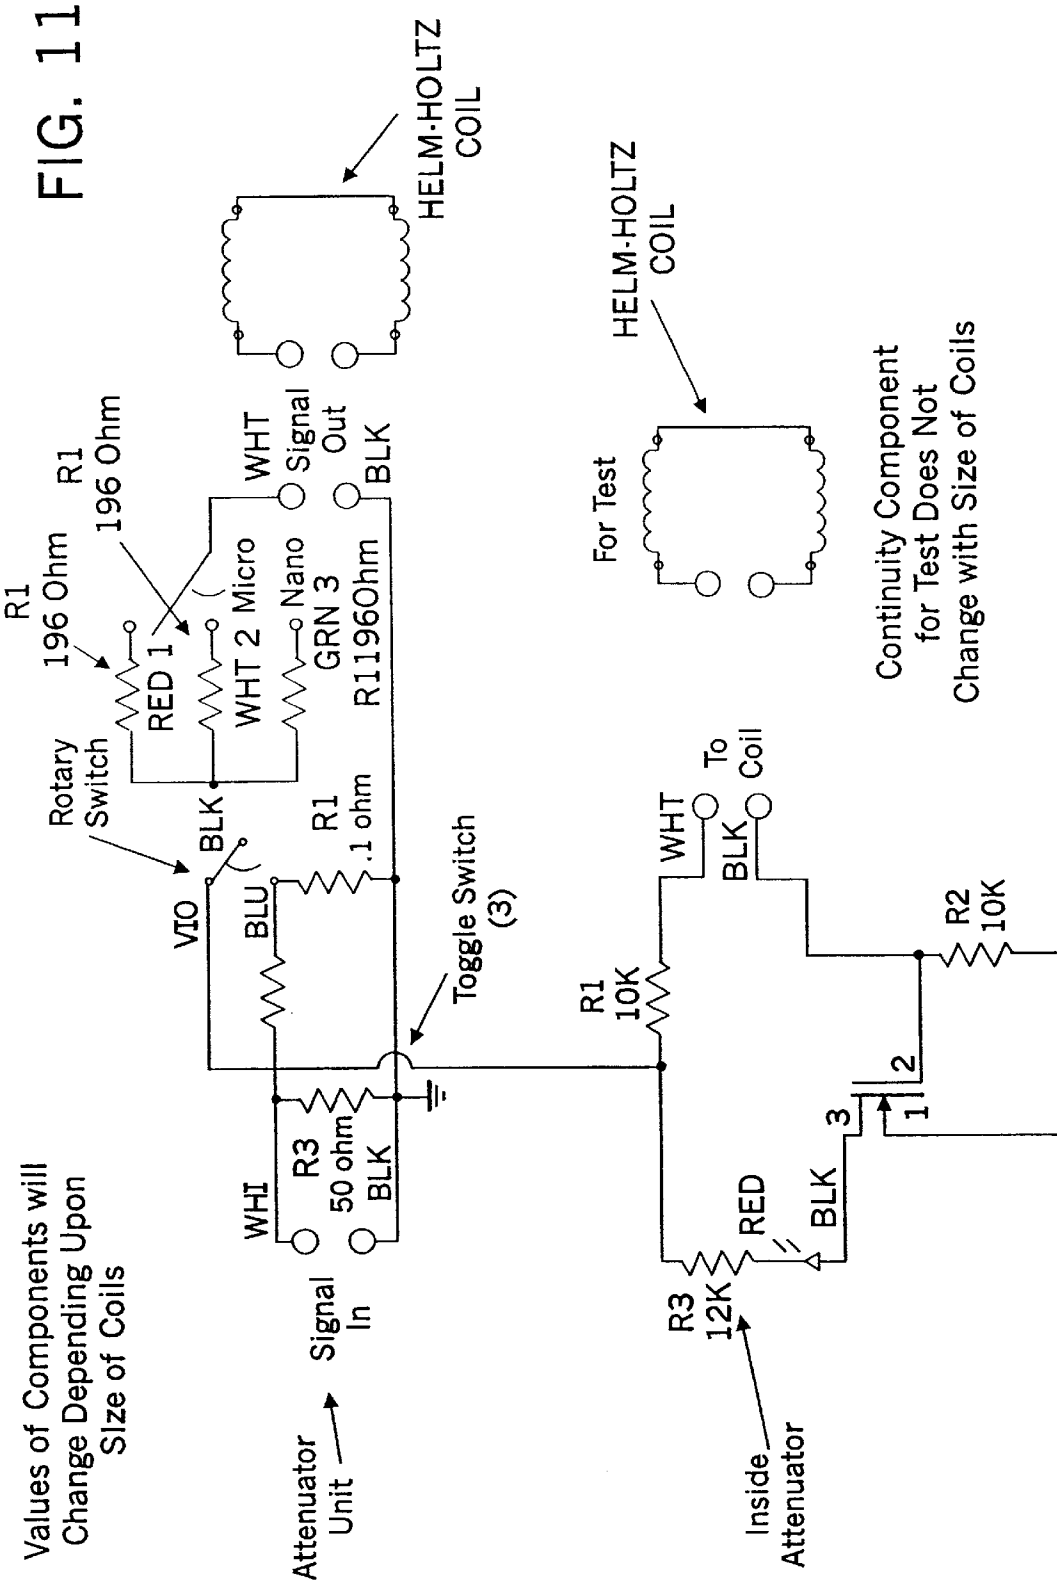 FIG. 11
Values of Components will
Change Depending Upon
SIze of Coils
Attenuator
Unit
Signal
In
WHI
R3
50 ohm
BLK
VIO
BLU
Rotary
Switch
BLK
R1
.1 ohm
Toggle Switch
(3)
R1
196 Ohm
R1
196 Ohm
RED 1
WHT 2 Micro
Nano
GRN 3
R11960hm
WHT
Signal
Out
BLK
HELM-HOLTZ
COIL
Inside
Attenuator
R3
12K
RED
BLK
3
1
2
R1
10K
WHT
BLK
To
Coil
R2
10K
For Test
HELM-HOLTZ
COIL
Continuity Component
for Test Does Not
Change with Size of Coils